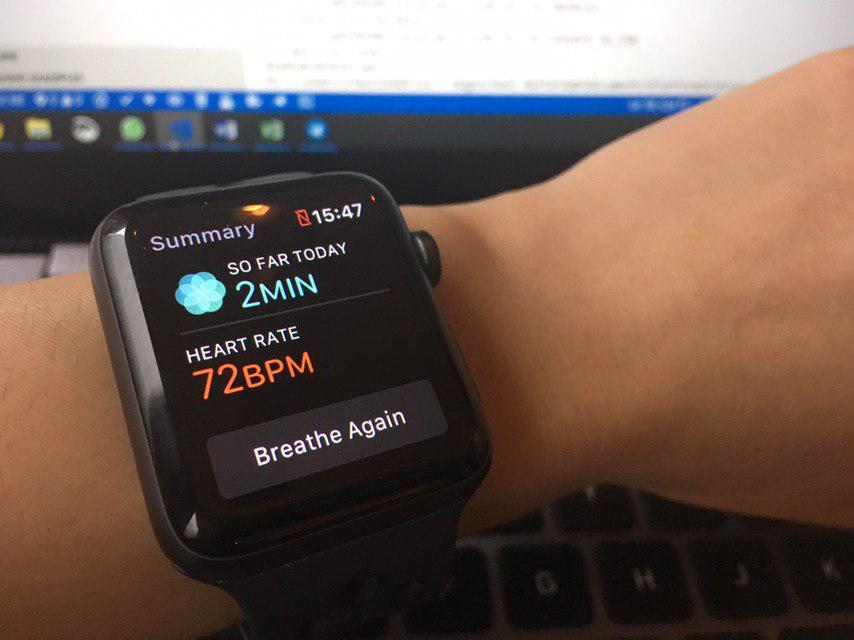 Summary
15:47
SO FAR TODAY
2MIN
HEART RATE
72BPM
Breathe Again
G
H
J
K